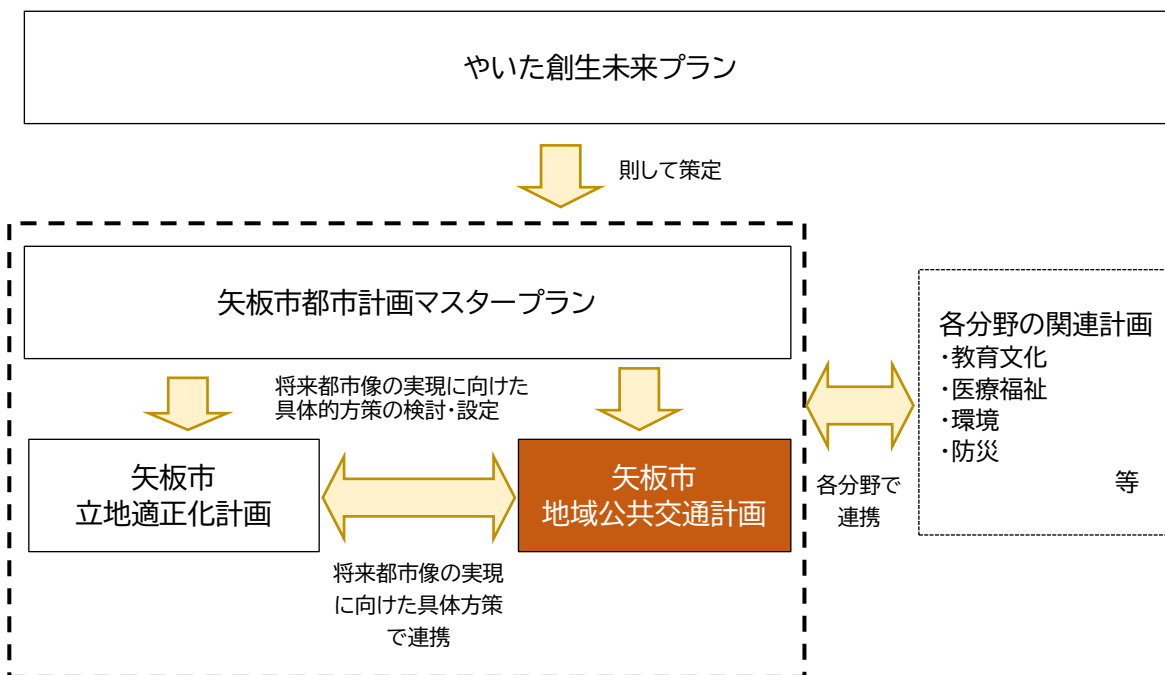 やいた創生未来プラン
則して策定
矢板市都市計画マスタープラン
将来都市像の実現に向けた
具体的方策の検討・設定
矢板市
立地適正化計画
矢板市
地域公共交通計画
将来都市像の実現
に向けた具体方策
で連携
各分野で
連携
各分野の関連計画
・教育文化
・医療福祉
・環境
・防災
等